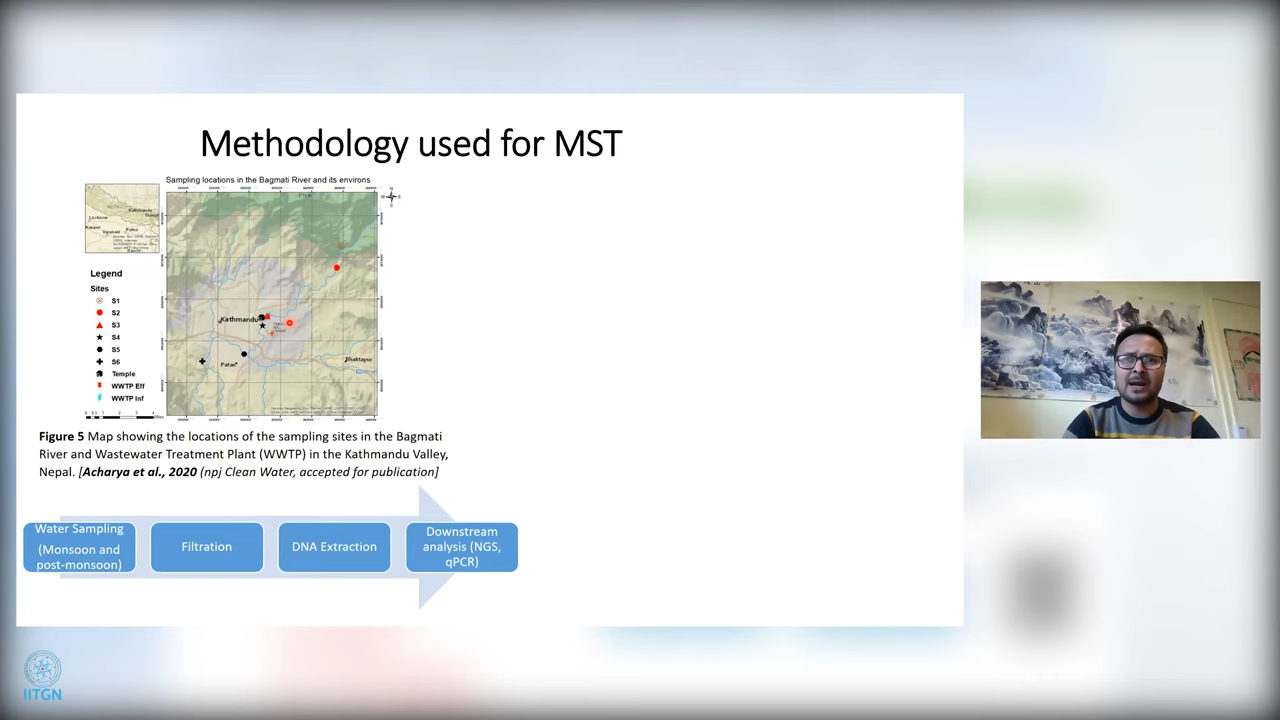 Methodology used for MST
Sampling locations in the Bagmati River and its environs
Legend
Sites
S1
S2
S3
S4
S5
S6
Temple
WWTP Eff
WWTP Inf
Kathmandu
Patan
Bhaktapur
Figure 5 Map showing the locations of the sampling sites in the Bagmati
River and Wastewater Treatment Plant (WWTP) in the Kathmandu Valley,
Nepal. [Acharya et al., 2020 (npj Clean Water, accepted for publication]
Water Sampling
(Monsoon and
post-monsoon)
Filtration
DNA Extraction
Downstream
analysis (NGS,
qPCR)
IITGN